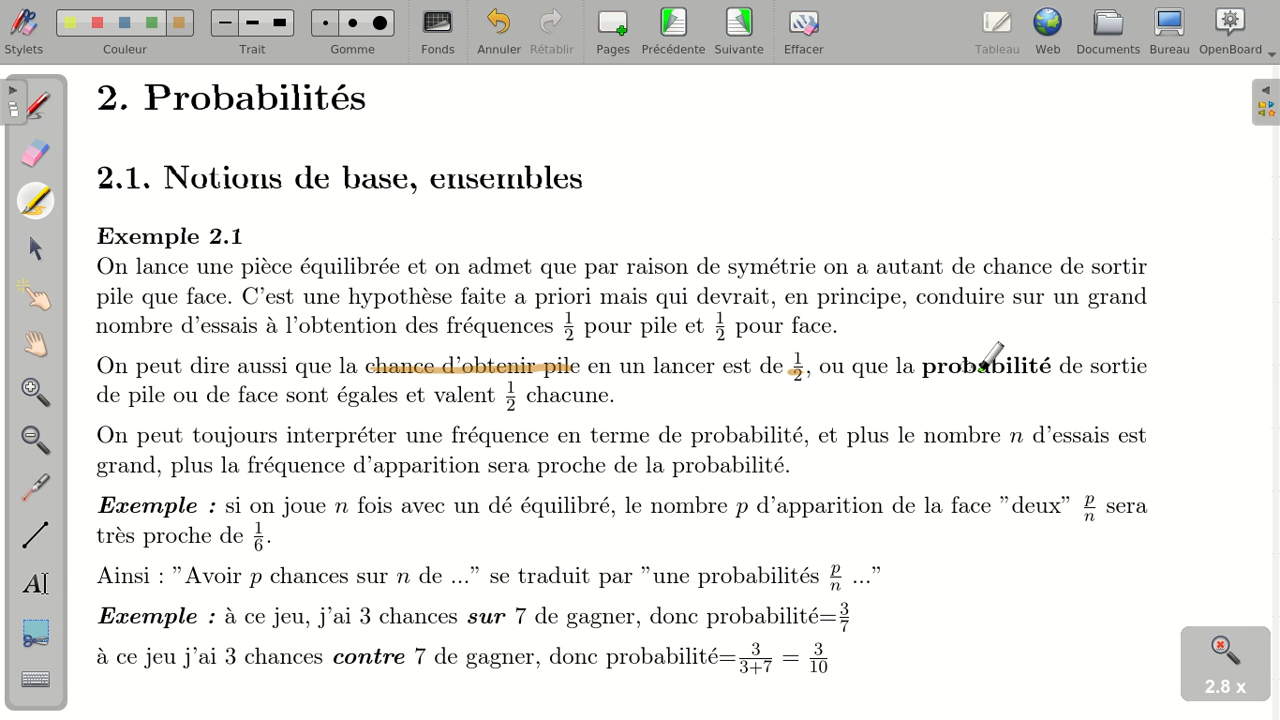 Stylets Couleur Trait Gomme Fonds Annuler Rétablir Pages Précédente Suivante Effacer Tableau Web Documents Bureau OpenBoard
2. Probabilités
2.1. Notions de base, ensembles
Exemple 2.1
On lance une pièce équilibrée et on admet que par raison de symétrie on a autant de chance de sortir
pile que face. C'est une hypothèse faite a priori mais qui devrait, en principe, conduire sur un grand
nombre d'essais à l'obtention des fréquences 1/2 pour pile et 1/2 pour face.
On peut dire aussi que la chance d'obtenir pile en un lancer est de 1/2, ou que la probabilité de sortie
de pile ou de face sont égales et valent 1/2 chacune.
On peut toujours interpréter une fréquence en terme de probabilité, et plus le nombre n d'essais est
grand, plus la fréquence d'apparition sera proche de la probabilité.
Exemple : si on joue n fois avec un dé équilibré, le nombre p d'apparition de la face "deux" p/n sera
très proche de 1/6.
Ainsi : "Avoir p chances sur n de ..." se traduit par "une probabilités p/n ..."
Exemple : à ce jeu, j'ai 3 chances sur 7 de gagner, donc probabilité=3/7
à ce jeu j'ai 3 chances contre 7 de gagner, donc probabilité=3/(3+7) = 3/10
2.8 x